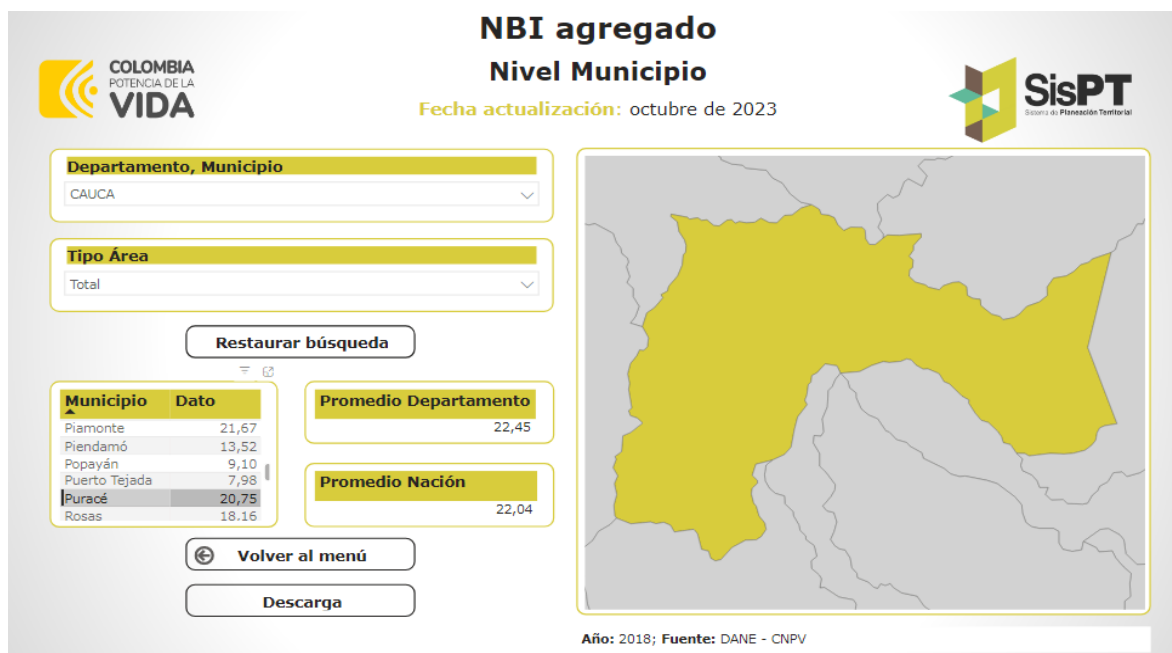 NBI agregado
Nivel Municipio
Fecha actualización: octubre de 2023
COLOMBIA
POTENCIA DE LA
VIDA
SisPT
Sistema de Planeación Territorial
Departamento, Municipio
CAUCA
Tipo Área
Total
Restaurar búsqueda
Municipio Dato
Piamonte 21,67
Piendamó 13,52
Popayán 9,10
Puerto Tejada 7,98
Puracé 20,75
Rosas 18,16
Promedio Departamento
22,45
Promedio Nación
22,04
Volver al menú
Descarga
Año: 2018; Fuente: DANE - CNPV